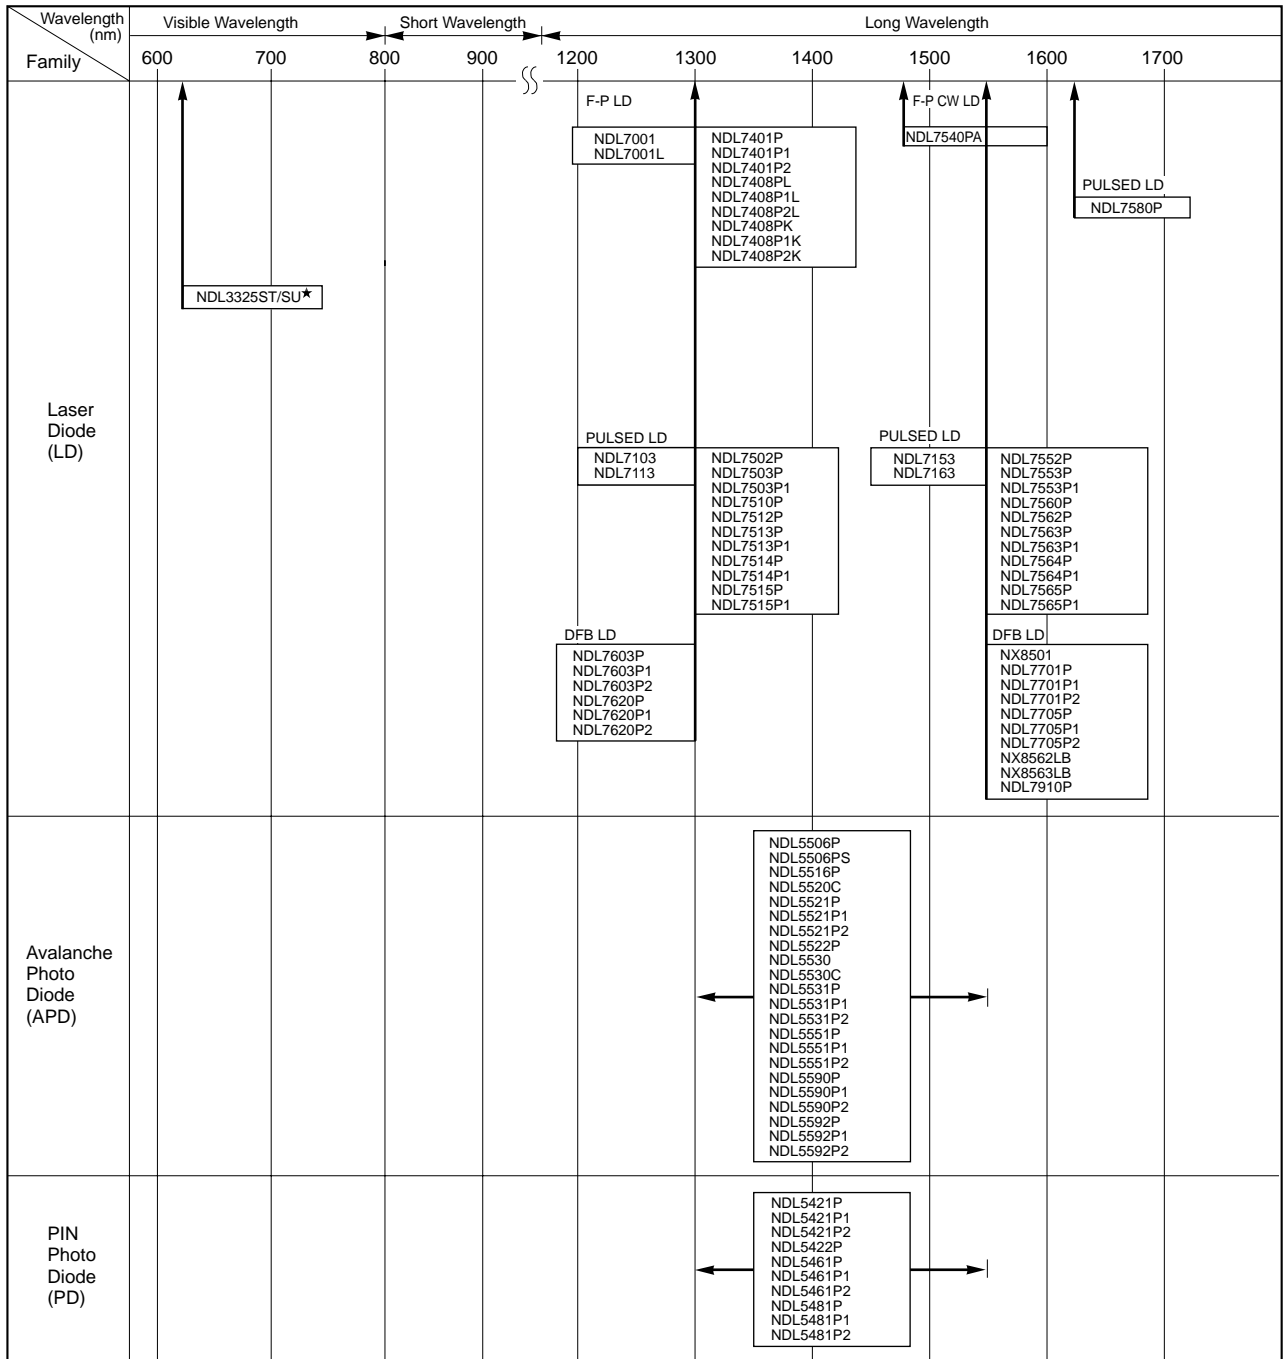 Wavelength
(nm)
Family
Visible Wavelength
Short Wavelength
Long Wavelength
600 700 800 900 1200 1300 1400 1500 1600 1700
Laser
Diode
(LD)
NDL3325ST/SU★
F-P LD
NDL7001
NDL7001L
NDL7401P
NDL7401P1
NDL7401P2
NDL7408PL
NDL7408P1L
NDL7408P2L
NDL7408PK
NDL7408P1K
NDL7408P2K
F-P CW LD
NDL7540PA
PULSED LD
NDL7580P
PULSED LD
NDL7103
NDL7113
NDL7502P
NDL7503P
NDL7503P1
NDL7510P
NDL7512P
NDL7513P
NDL7513P1
NDL7514P
NDL7514P1
NDL7515P
NDL7515P1
PULSED LD
NDL7153
NDL7163
NDL7552P
NDL7553P
NDL7553P1
NDL7560P
NDL7562P
NDL7563P
NDL7563P1
NDL7564P
NDL7564P1
NDL7565P
NDL7565P1
DFB LD
NDL7603P
NDL7603P1
NDL7603P2
NDL7620P
NDL7620P1
NDL7620P2
DFB LD
NX8501
NDL7701P
NDL7701P1
NDL7701P2
NDL7705P
NDL7705P1
NDL7705P2
NX8562LB
NX8563LB
NDL7910P
Avalanche
Photo
Diode
(APD)
NDL5506P
NDL5506PS
NDL5516P
NDL5520C
NDL5521P
NDL5521P1
NDL5521P2
NDL5522P
NDL5530
NDL5530C
NDL5531P
NDL5531P1
NDL5531P2
NDL5551P
NDL5551P1
NDL5551P2
NDL5590P
NDL5590P1
NDL5590P2
NDL5592P
NDL5592P1
NDL5592P2
PIN
Photo
Diode
(PD)
NDL5421P
NDL5421P1
NDL5421P2
NDL5422P
NDL5461P
NDL5461P1
NDL5461P2
NDL5481P
NDL5481P1
NDL5481P2